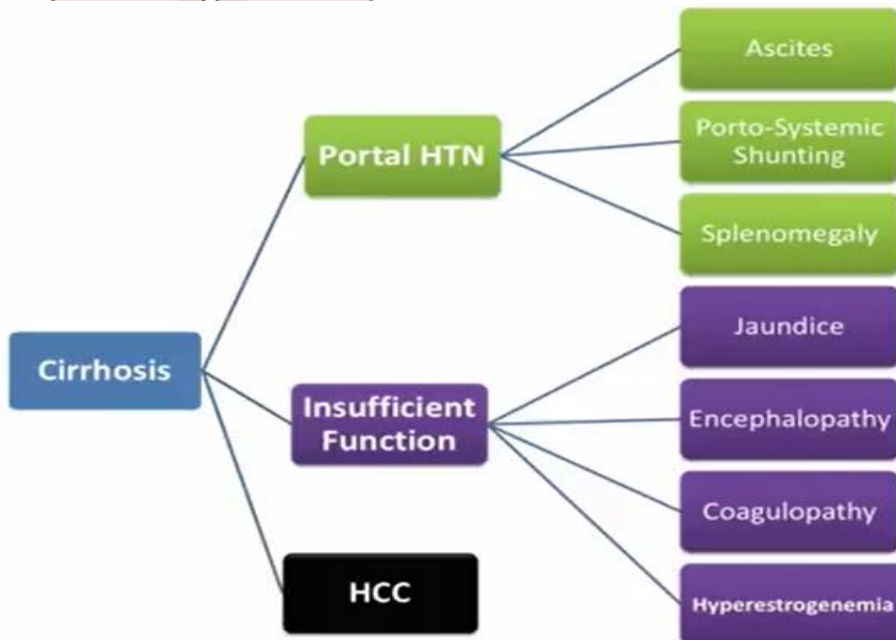 Cirrhosis
Portal HTN
Ascites
Porto-Systemic
Shunting
Splenomegaly
Insufficient
Function
Jaundice
Encephalopathy
Coagulopathy
Hyperestrogenemia
HCC